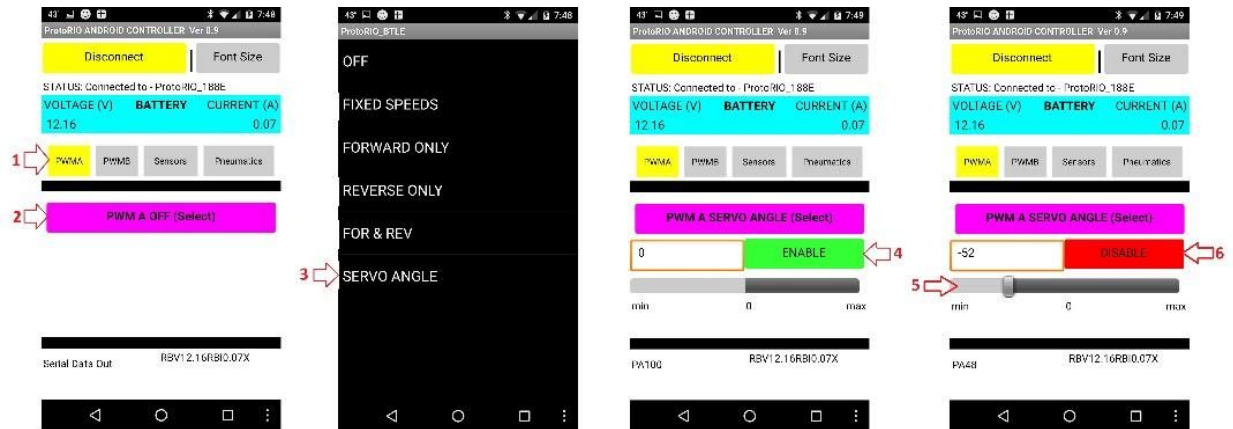 43° 7:48
ProtoRIO ANDROID CONTROLLER Ver 0.9
Disconnect | Font Size
STATUS: Connected to - ProtoRIO_188E
VOLTAGE (V) BATTERY CURRENT (A)
12.16 0.07
1 PWMA PWMB Sensors Pneumatics
2 PWM A OFF (Select)
Serial Data Out RBV12.16RBI0.07X
43° 7:48
ProtoRIO_BTLE
OFF
FIXED SPEEDS
FORWARD ONLY
REVERSE ONLY
FOR & REV
3 SERVO ANGLE
43° 7:49
ProtoRIO ANDROID CONTROLLER Ver 0.9
Disconnect | Font Size
STATUS: Connected to - ProtoRIO_188E
VOLTAGE (V) BATTERY CURRENT (A)
12.16 0.07
PWMA PWMB Sensors Pneumatics
PWM A SERVO ANGLE (Select)
0 ENABLE 4
min 0 max
PA100 RBV12.16RBI0.07X
43° 7:49
ProtoRIO ANDROID CONTROLLER Ver 0.9
Disconnect | Font Size
STATUS: Connected to - ProtoRIO_188E
VOLTAGE (V) BATTERY CURRENT (A)
12.16 0.07
PWMA PWMB Sensors Pneumatics
PWM A SERVO ANGLE (Select)
-52 DISABLE 6
5
min 0 max
PA48 RBV12.16RBI0.07X